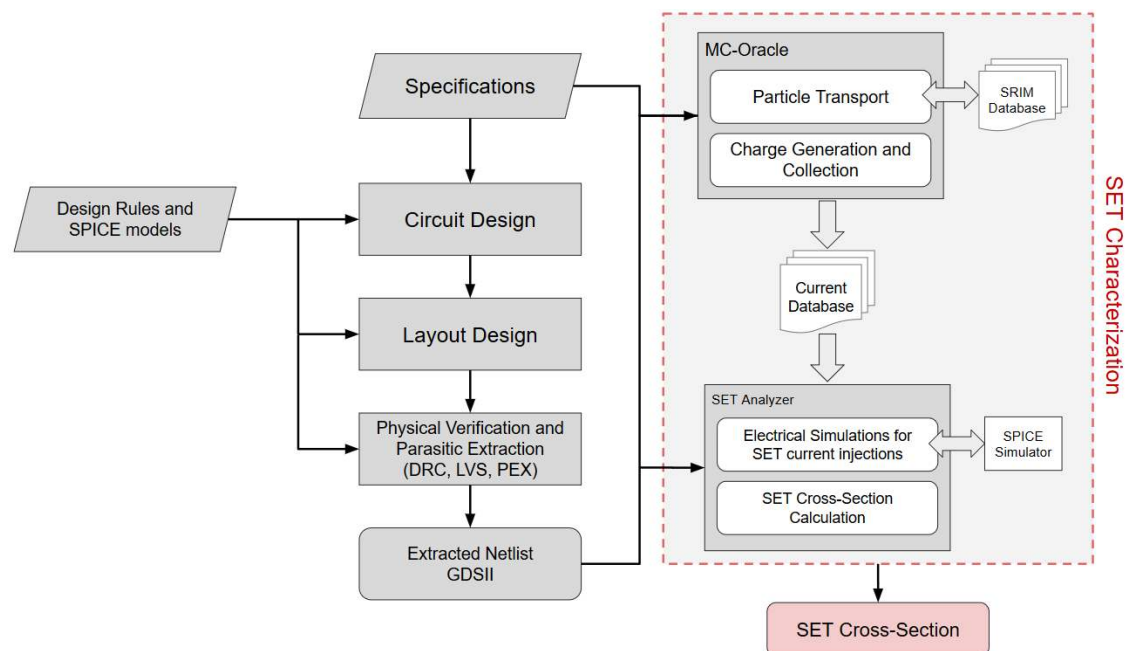 Specifications
Design Rules and
SPICE models
Circuit Design
Layout Design
Physical Verification and
Parasitic Extraction
(DRC, LVS, PEX)
Extracted Netlist
GDSII
MC-Oracle
Particle Transport
SRIM
Database
Charge Generation and
Collection
Current
Database
SET Analyzer
Electrical Simulations for
SET current injections
SPICE
Simulator
SET Cross-Section
Calculation
SET Characterization
SET Cross-Section